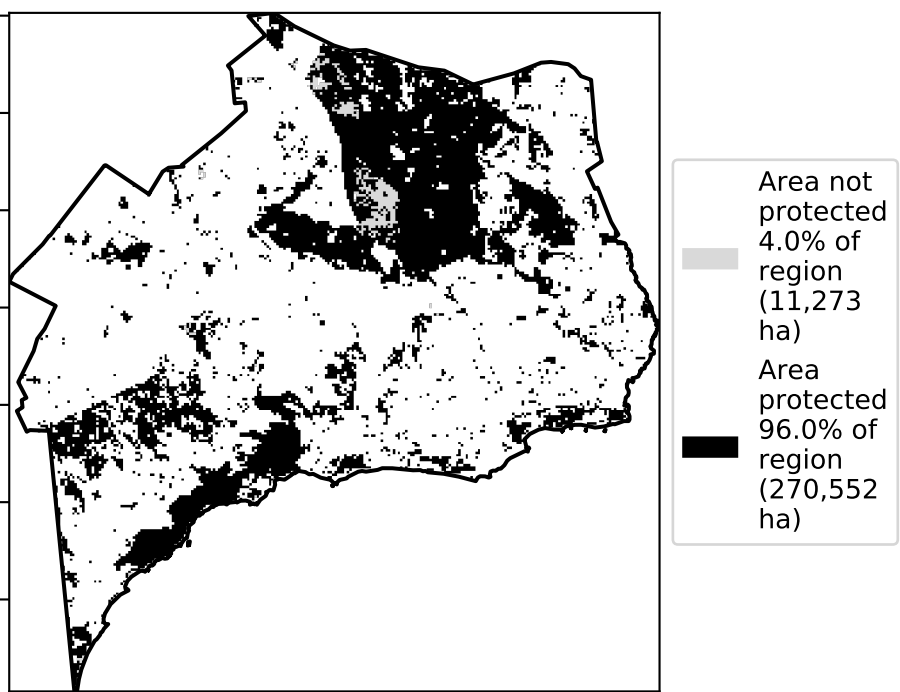 Area not
protected
4.0% of
region
(11,273
ha)
Area
protected
96.0% of
region
(270,552
ha)